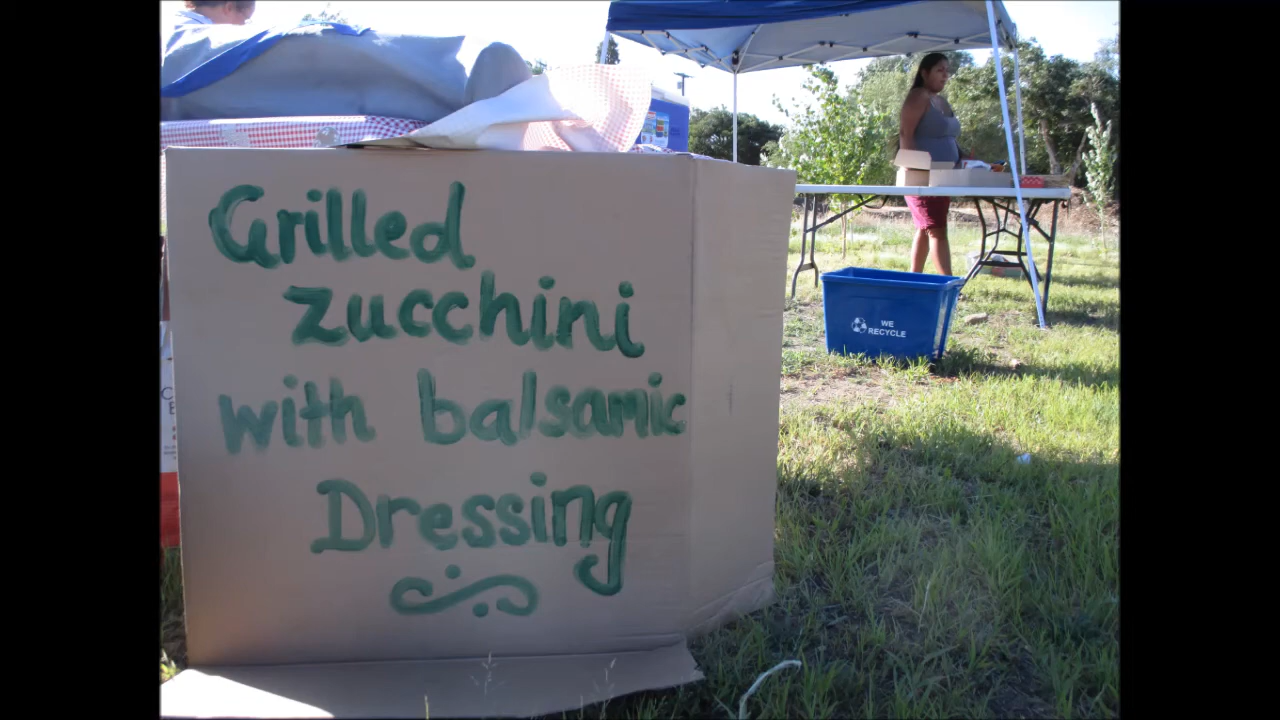 Grilled
zucchini
with balsamic
Dressing
WE
RECYCLE